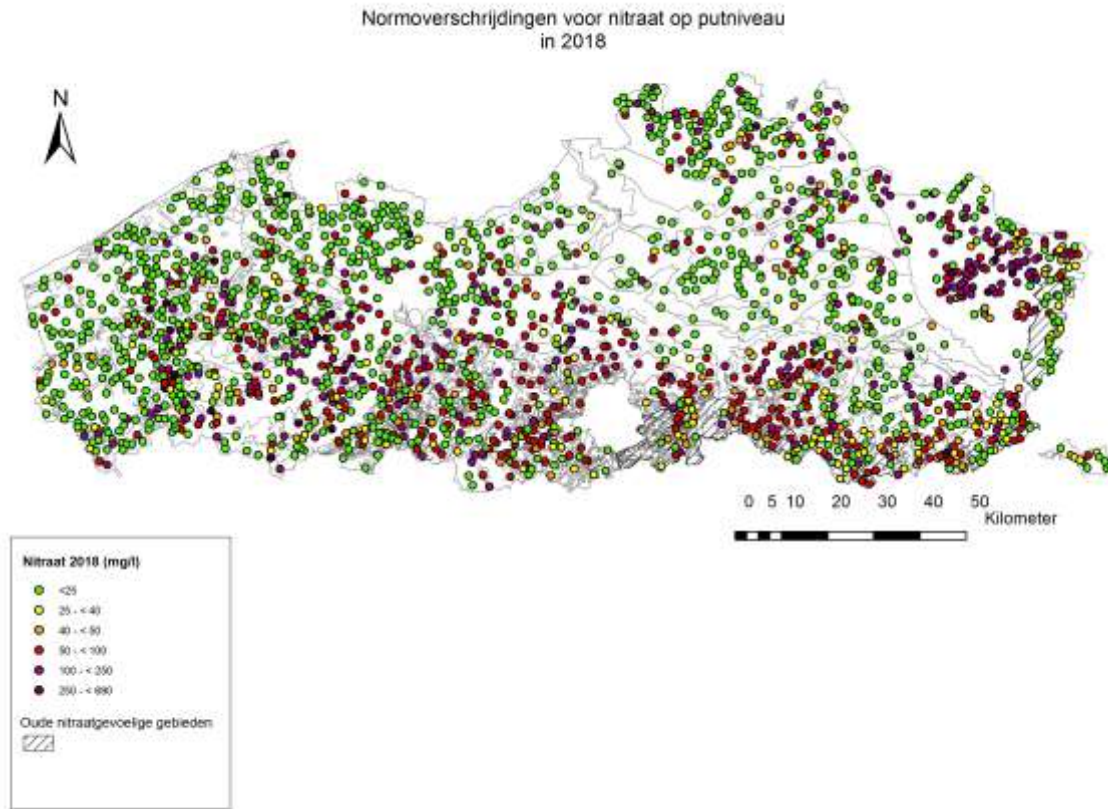 Normoverschrijdingen voor nitraat op putniveau
in 2018
N
0 5 10 20 30 40 50
Kilometer
Nitraat 2018 (mg/l)
<25
25 - < 40
40 - < 50
50 - < 100
100 - < 250
250 - < 690
Oude nitraatgevoelige gebieden